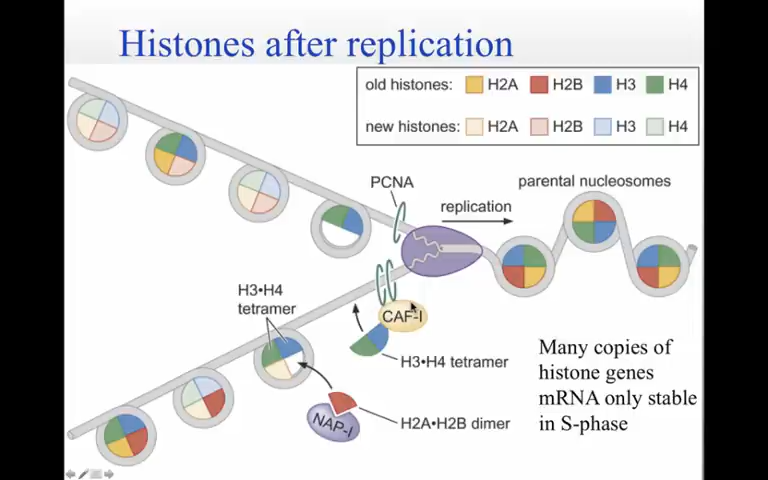 Histones after replication
old histones: H2A H2B H3 H4
new histones: H2A H2B H3 H4
PCNA
replication
parental nucleosomes
H3•H4
tetramer
CAF-I
H3•H4 tetramer
NAP-I
H2A•H2B dimer
Many copies of
histone genes
mRNA only stable
in S-phase